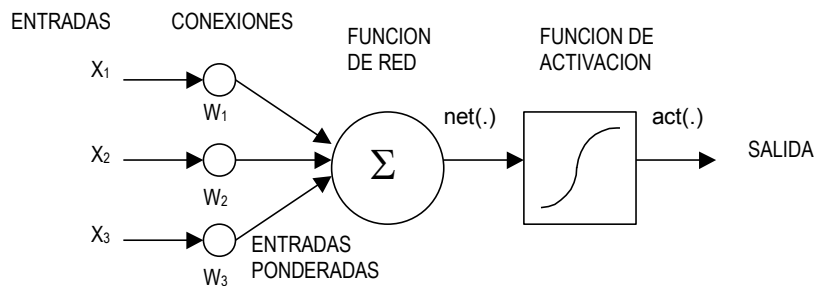 ENTRADAS
CONEXIONES
FUNCION
DE RED
FUNCION DE
ACTIVACION
X1
W1
X2
W2
X3
W3
ENTRADAS
PONDERADAS
Σ
net(.)
act(.)
SALIDA